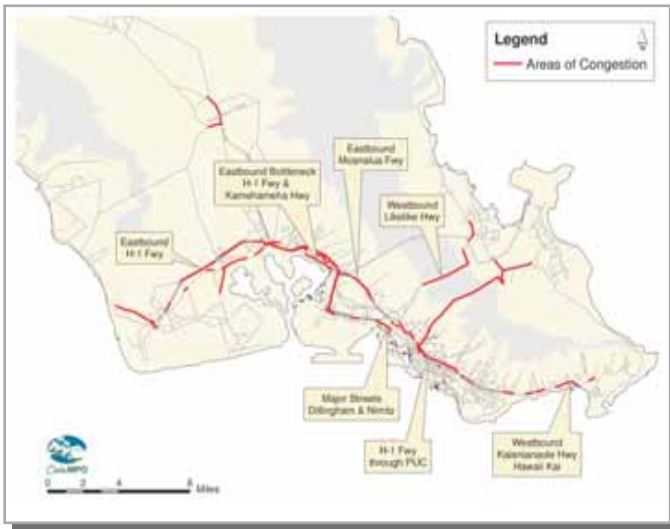 Legend
Areas of Congestion
Eastbound
Moanalua Fwy
Eastbound Bottleneck
H-1 Fwy &
Kamehameha Hwy
Westbound
Likelike Hwy
Eastbound
H-1 Fwy
Major Streets
Dillingham & Nimitz
H-1 Fwy
through PUC
Westbound
Kalanianaole Hwy
Hawaii Kai
OahuMPO
0 2 4 8
Miles